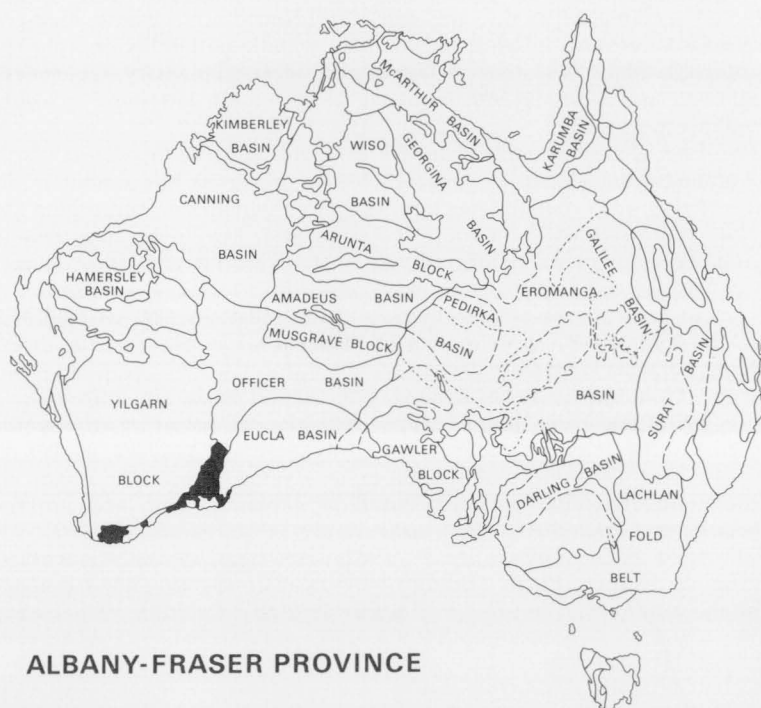 McARTHUR BASIN
KIMBERLEY
BASIN
KARUMBA
BASIN
WISO
BASIN
GEORGINA
BASIN
CANNING
BASIN
ARUNTA
BLOCK
GALILEE
BASIN
HAMERSLEY
BASIN
AMADEUS BASIN
PEDIRKA
BASIN
EROMANGA
BASIN
MUSGRAVE BLOCK
YILGARN
BLOCK
OFFICER BASIN
SURAT
BASIN
EUCLA BASIN
GAWLER
BLOCK
DARLING BASIN
LACHLAN
FOLD
BELT
ALBANY-FRASER PROVINCE